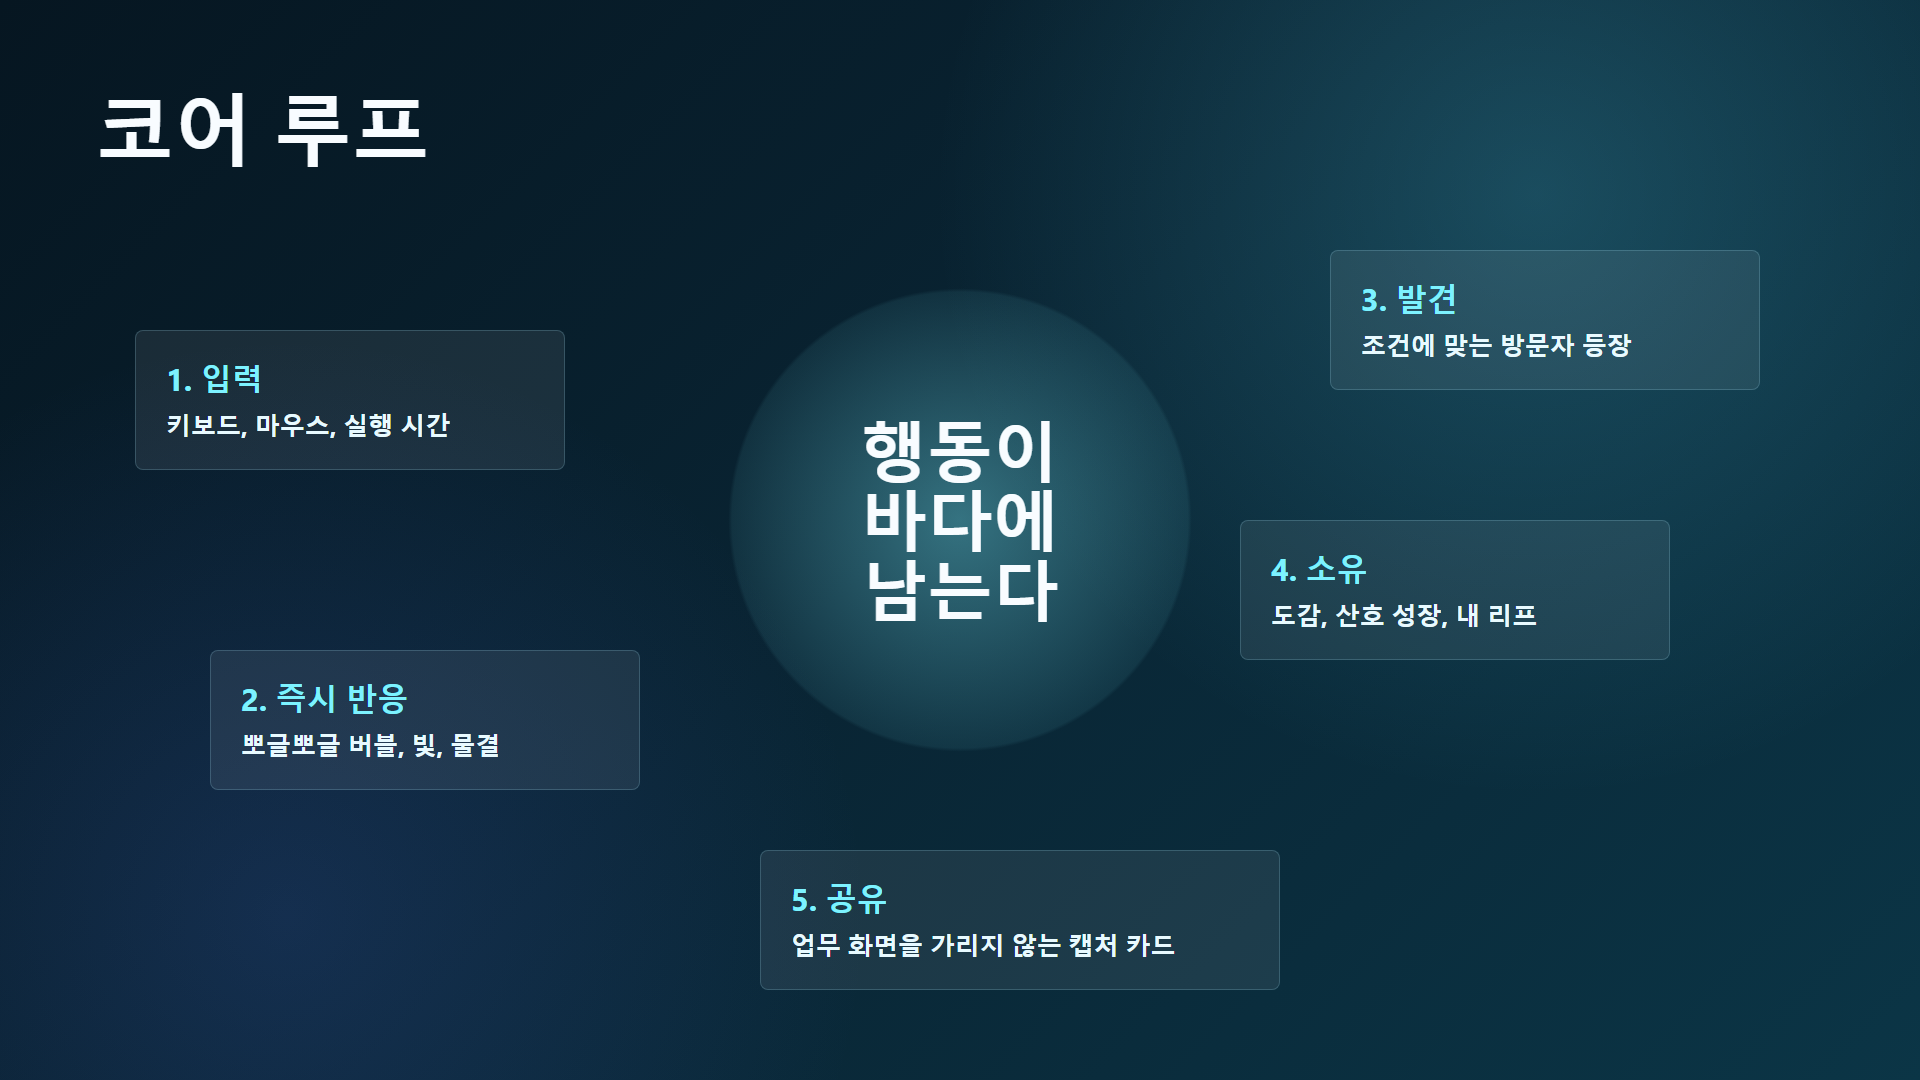 코어 루프
1. 입력
키보드, 마우스, 실행 시간
2. 즉시 반응
뽀글뽀글 버블, 빛, 물결
행동이
바다에
남는다
3. 발견
조건에 맞는 방문자 등장
4. 소유
도감, 산호 성장, 내 리프
5. 공유
업무 화면을 가리지 않는 캡처 카드